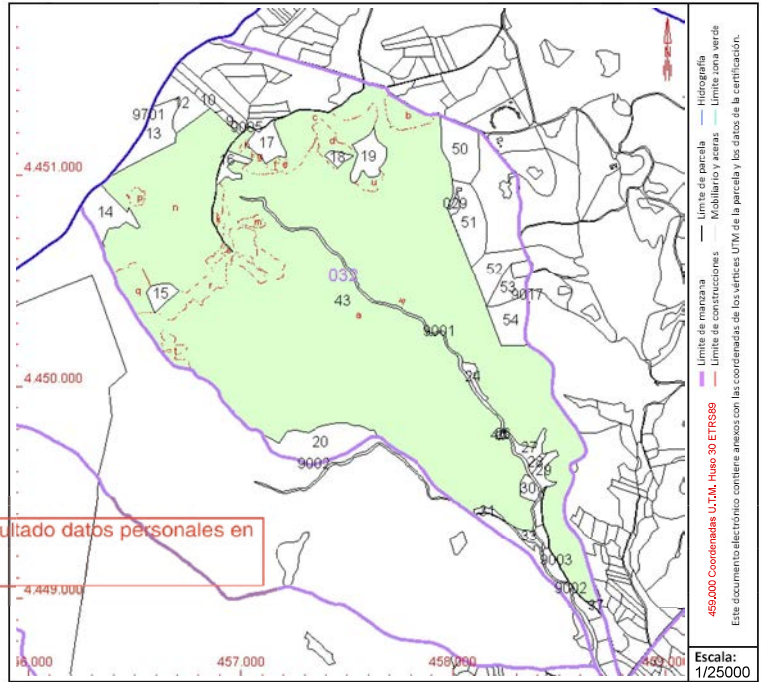 10
12
9701
13
9
9005
17
16
18
19
c
b
d
u
50
4.451.000
14
p
n
m
029
51
52
53
9017
54
032
43
a
9001
15
q
4.450.000
24
20
9002
27
29
30
ultado datos personales en
33
9003
9002
4.449.000
37
457.000
458.000
Límite de manzana
Límite de parcela
Hidrografía
Límite de construcciones
Mobiliario y aceras
Límite zona verde
459.000 Coordenadas U.T.M. Huso 30 ETRS89
Este documento electrónico contiene anexos con las coordenadas de los vértices UTM de la parcela y los datos de la certificación.
Escala:
1/25000